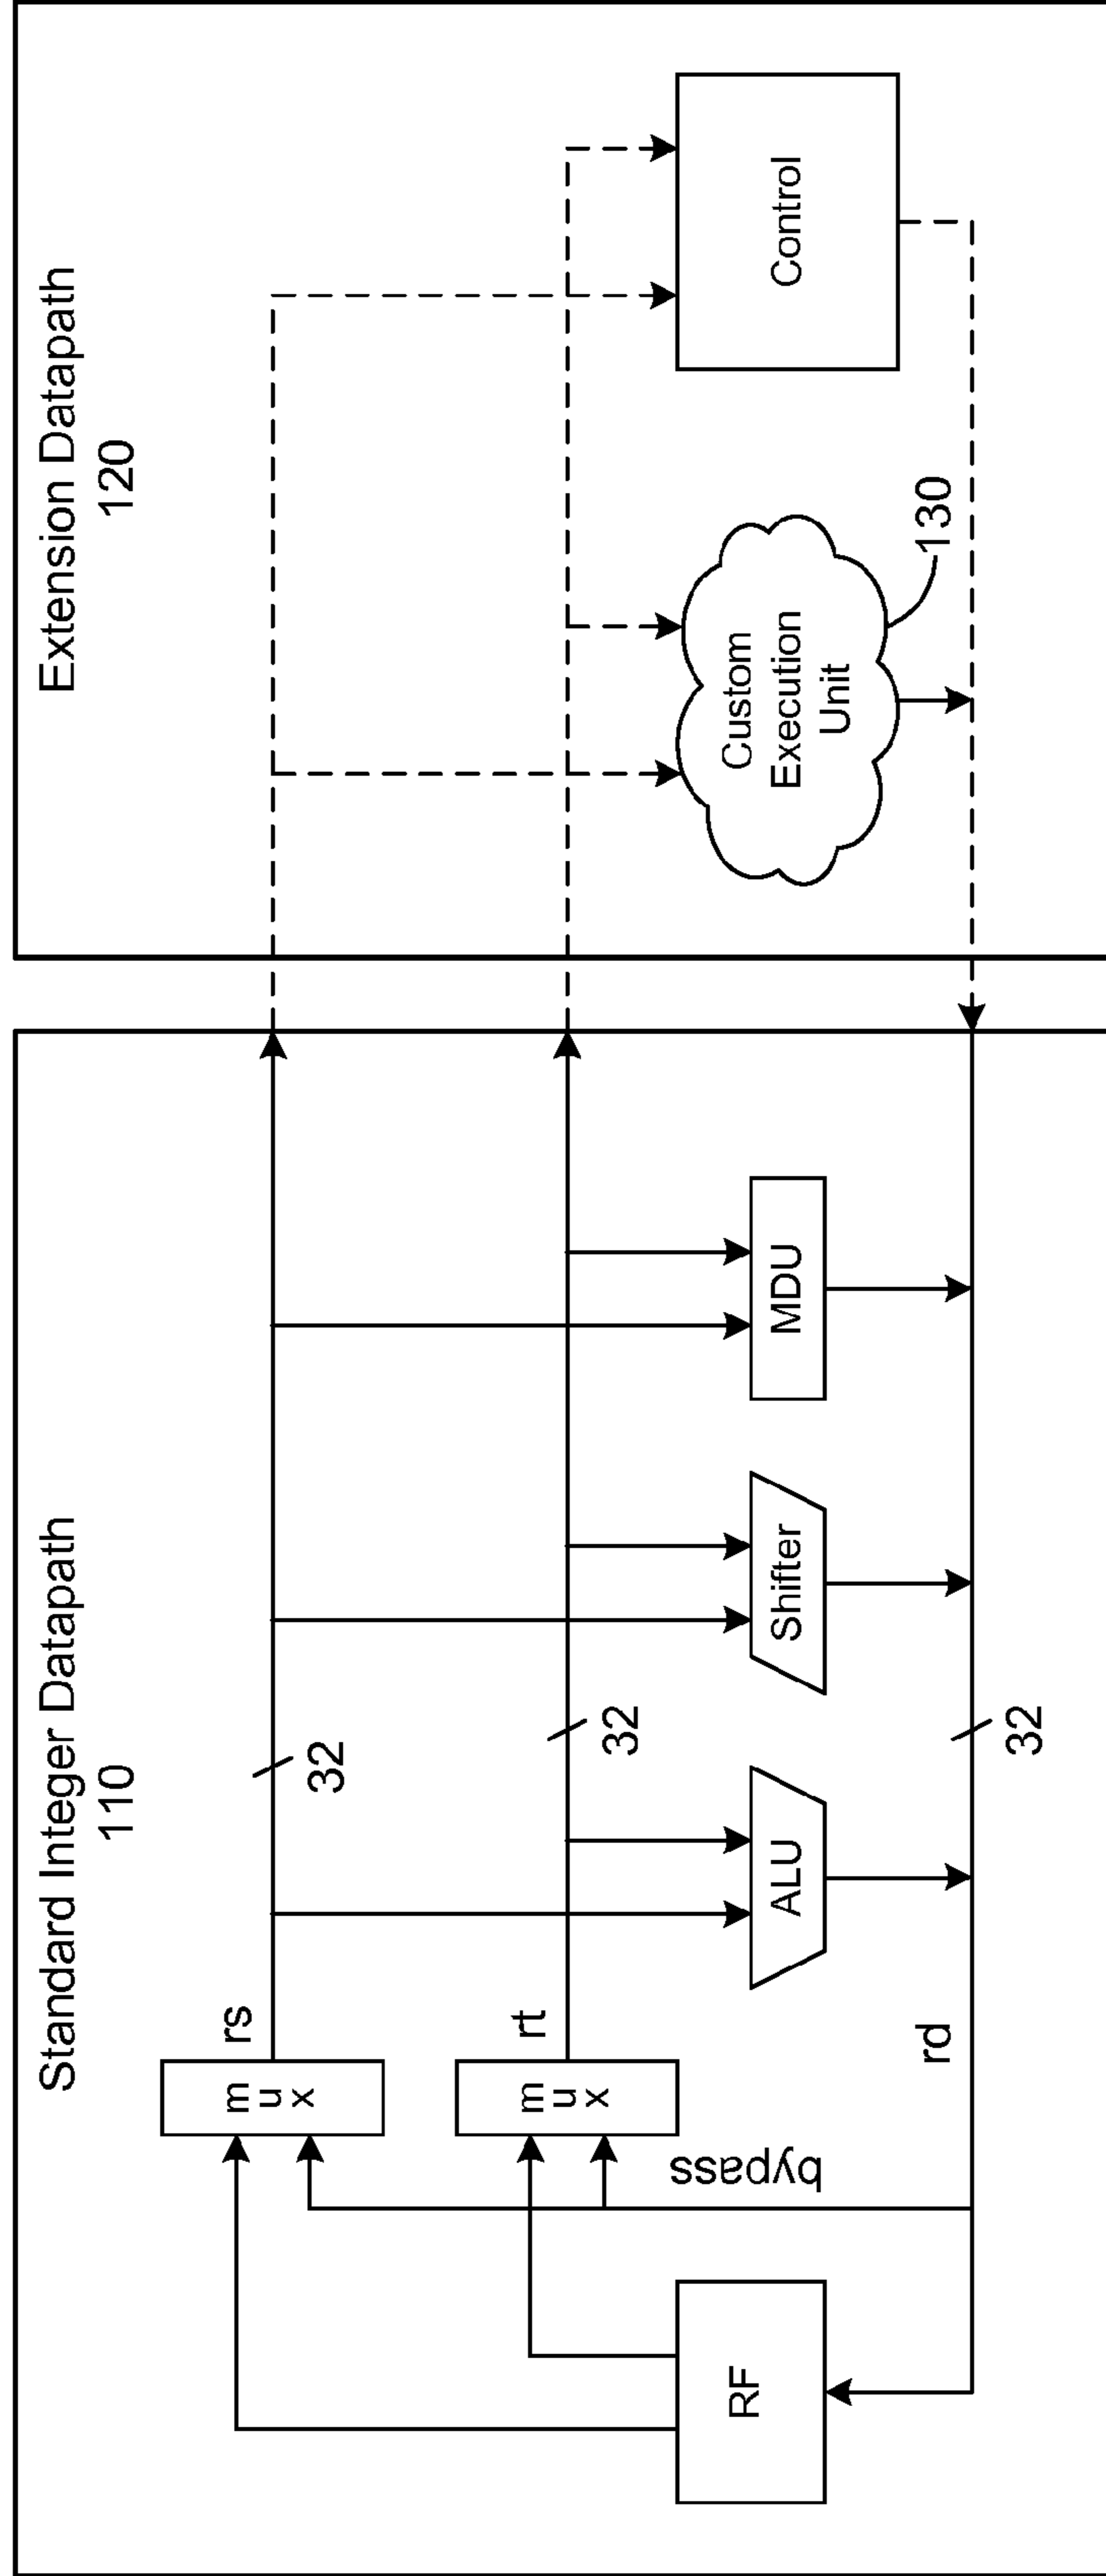 Standard Integer Datapath
110
Extension Datapath
120
mux
rs
32
mux
rt
32
bypass
RF
ALU
Shifter
MDU
rd
32
Custom
Execution
Unit
130
Control